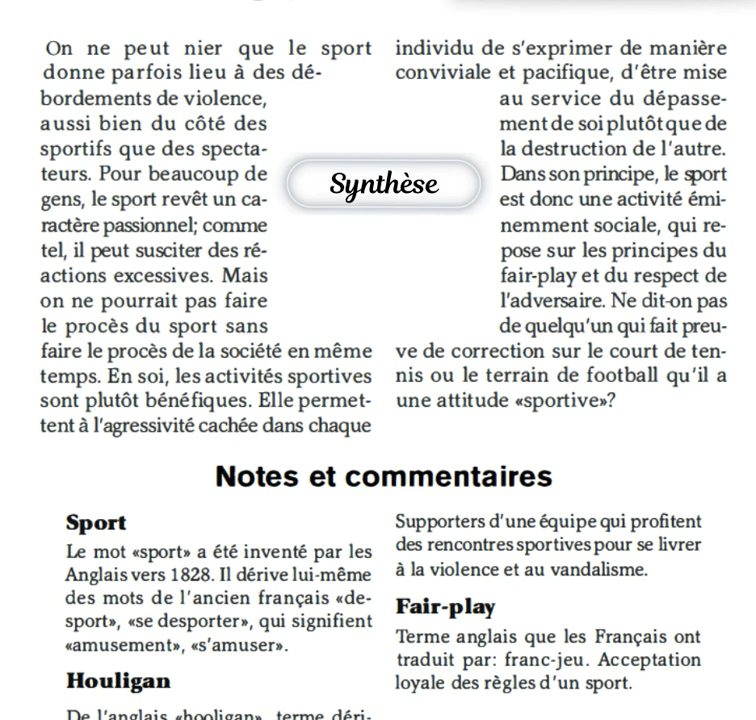 On ne peut nier que le sport
donne parfois lieu à des dé-
bordements de violence,
aussi bien du côté des
sportifs que des specta-
teurs. Pour beaucoup de
gens, le sport revêt un ca-
ractère passionnel; comme
tel, il peut susciter des ré-
actions excessives. Mais
on ne pourrait pas faire
le procès du sport sans
faire le procès de la société en même
temps. En soi, les activités sportives
sont plutôt bénéfiques. Elle permet-
tent à l'agressivité cachée dans chaque
individu de s'exprimer de manière
conviviale et pacifique, d'être mise
au service du dépasse-
ment de soi plutôt que de
la destruction de l'autre.
Dans son principe, le sport
est donc une activité émi-
nemment sociale, qui re-
pose sur les principes du
fair-play et du respect de
l'adversaire. Ne dit-on pas
de quelqu'un qui fait preu-
ve de correction sur le court de ten-
nis ou le terrain de football qu'il a
une attitude «sportive»?
Synthèse
Notes et commentaires
Sport
Le mot «sport» a été inventé par les
Anglais vers 1828. Il dérive lui-même
des mots de l'ancien français «de-
sport», «se desporter», qui signifient
«amusement», «s'amuser».
Houligan
De l'anglais «hooligan», terme déri-
Supporters d'une équipe qui profitent
des rencontres sportives pour se livrer
à la violence et au vandalisme.
Fair-play
Terme anglais que les Français ont
traduit par: franc-jeu. Acceptation
loyale des règles d'un sport.